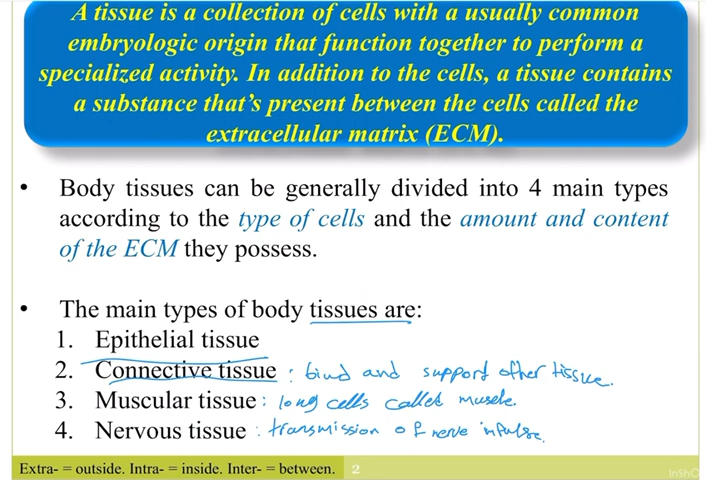 A tissue is a collection of cells with a usually common
embryologic origin that function together to perform a
specialized activity. In addition to the cells, a tissue contains
a substance that's present between the cells called the
extracellular matrix (ECM).
• Body tissues can be generally divided into 4 main types
according to the type of cells and the amount and content
of the ECM they possess.
• The main types of body tissues are:
1. Epithelial tissue
2. Connective tissue : bind and support other tissue.
3. Muscular tissue : long cells called muscle.
4. Nervous tissue : transmission of nerve
Extra- = outside. Intra- = inside. Inter- = between. 2
InSh